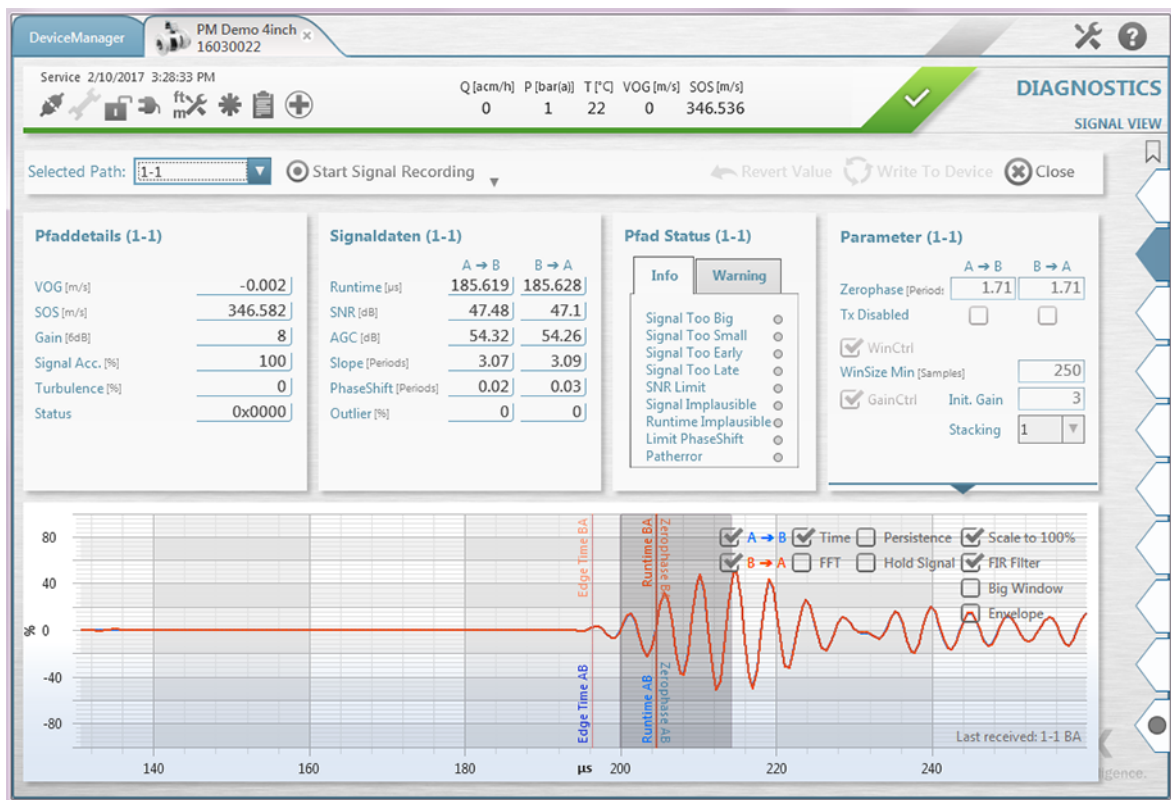 DeviceManager
PM Demo 4inch
16030022
Service 2/10/2017 3:28:33 PM
Q [acm/h] P [bar(a)] T [°C] VOG [m/s] SOS [m/s]
0 1 22 0 346.536
DIAGNOSTICS
SIGNAL VIEW
Selected Path: 1-1 Start Signal Recording Revert Value Write To Device Close
Pfaddetails (1-1)
VOG [m/s] -0.002
SOS [m/s] 346.582
Gain [6dB] 8
Signal Acc. [%] 100
Turbulence [%] 0
Status 0x0000
Signaldaten (1-1)
A → B B → A
Runtime [µs] 185.619 185.628
SNR [dB] 47.48 47.1
AGC [dB] 54.32 54.26
Slope [Periods] 3.07 3.09
PhaseShift [Periods] 0.02 0.03
Outlier [%] 0 0
Pfad Status (1-1)
Info Warning
Signal Too Big
Signal Too Small
Signal Too Early
Signal Too Late
SNR Limit
Signal Implausible
Runtime Implausible
Limit PhaseShift
Patherror
Parameter (1-1)
A → B B → A
Zerophase [Period: 1.71 1.71
Tx Disabled
WinCtrl
WinSize Min [Samples] 250
GainCtrl Init. Gain 3
Stacking 1
A → B Time Persistence Scale to 100%
B → A FFT Hold Signal FIR Filter
Big Window
Envelope
Edge Time BA
Runtime BA
Zerophase B
Edge Time AB
Runtime AB
Zerophase AB
80
40
% 0
-40
-80
Last received: 1-1 BA
140 160 180 µs 200 220 240